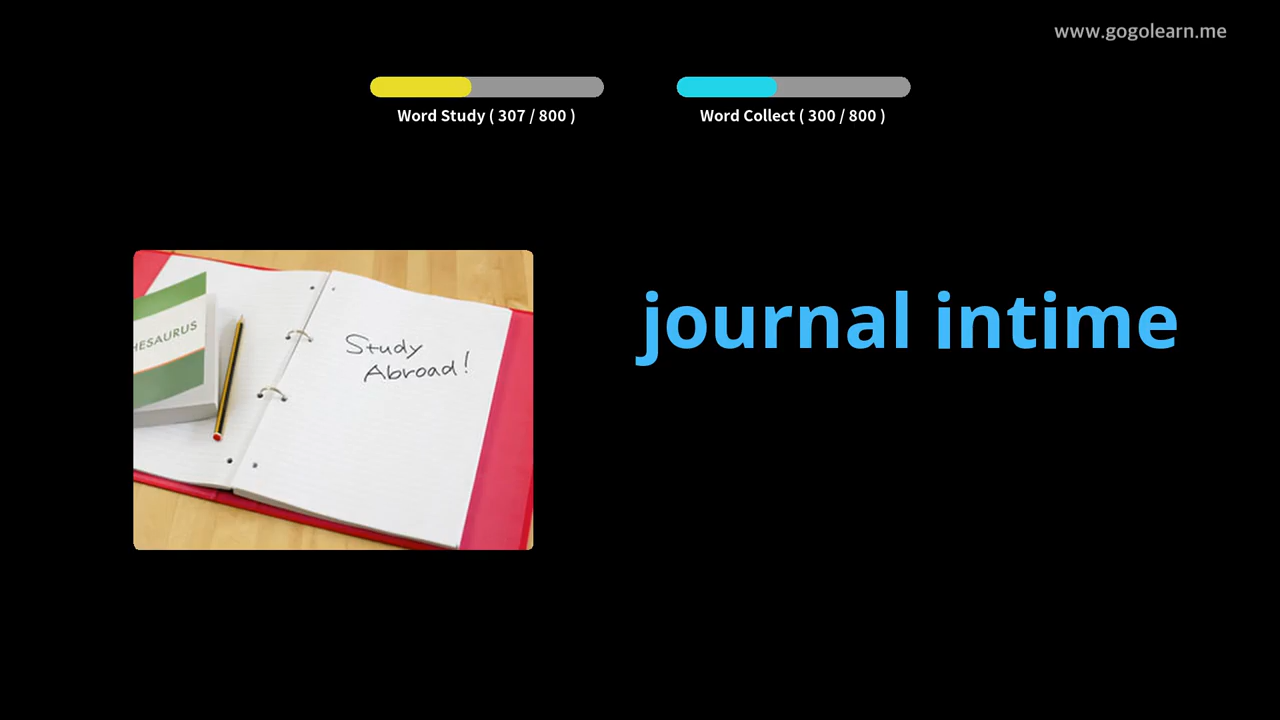 www.gogolearn.me
Word Study ( 307 / 800 )
Word Collect ( 300 / 800 )
journal intime
HESAURUS
Study
Abroad!